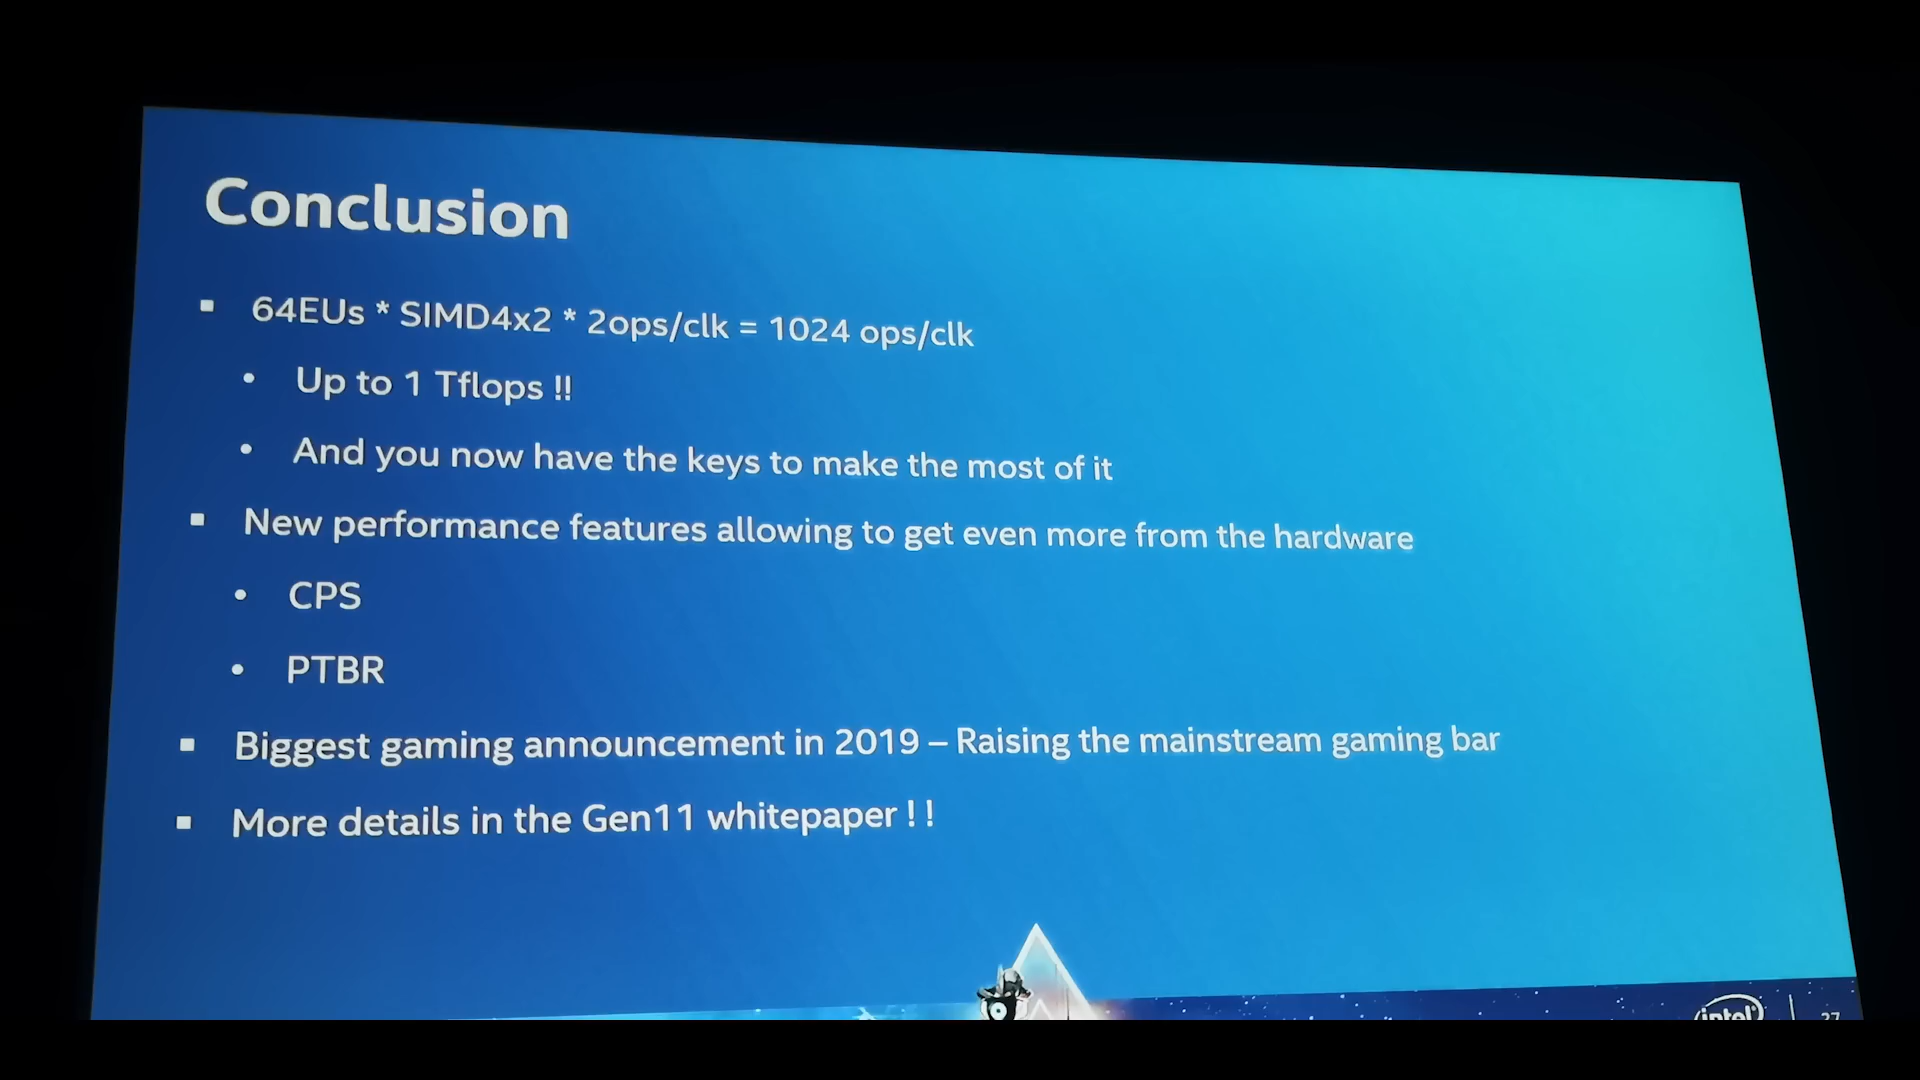 Conclusion
▪ 64EUs * SIMD4x2 * 2ops/clk = 1024 ops/clk
• Up to 1 Tflops !!
• And you now have the keys to make the most of it
▪ New performance features allowing to get even more from the hardware
• CPS
• PTBR
▪ Biggest gaming announcement in 2019 – Raising the mainstream gaming bar
▪ More details in the Gen11 whitepaper ! !
intel
27